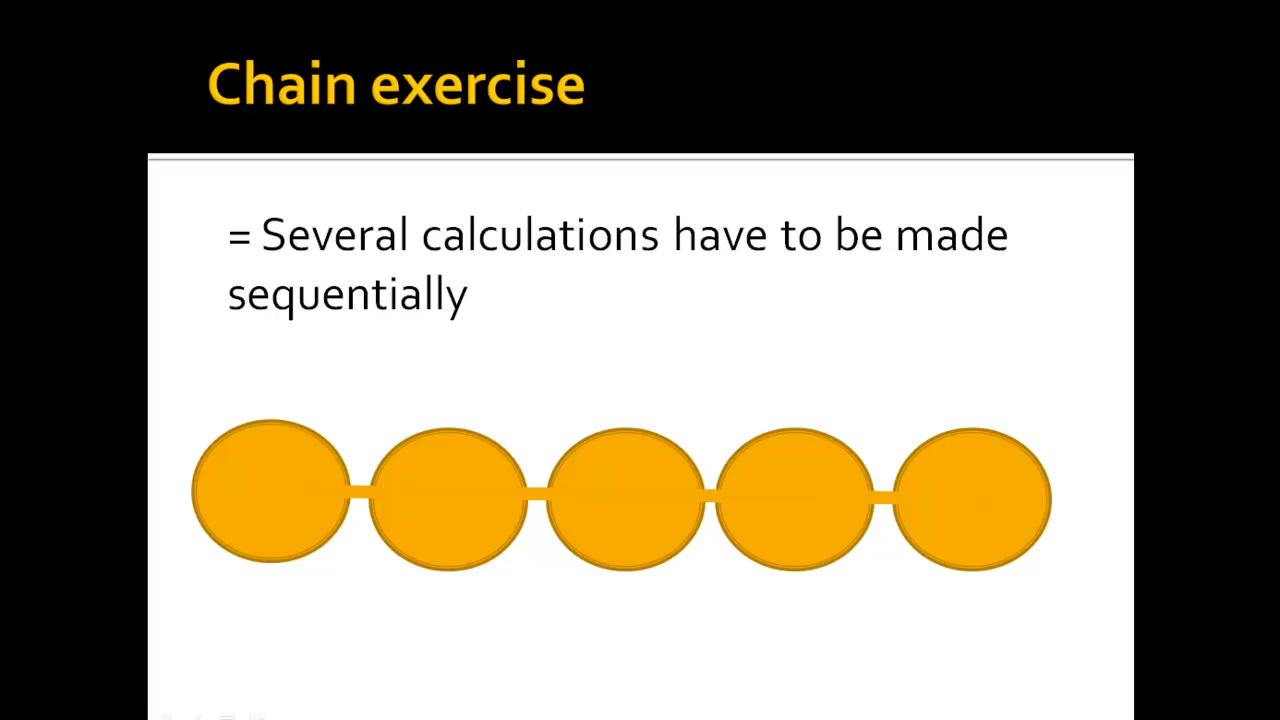 Chain exercise
= Several calculations have to be made
sequentially